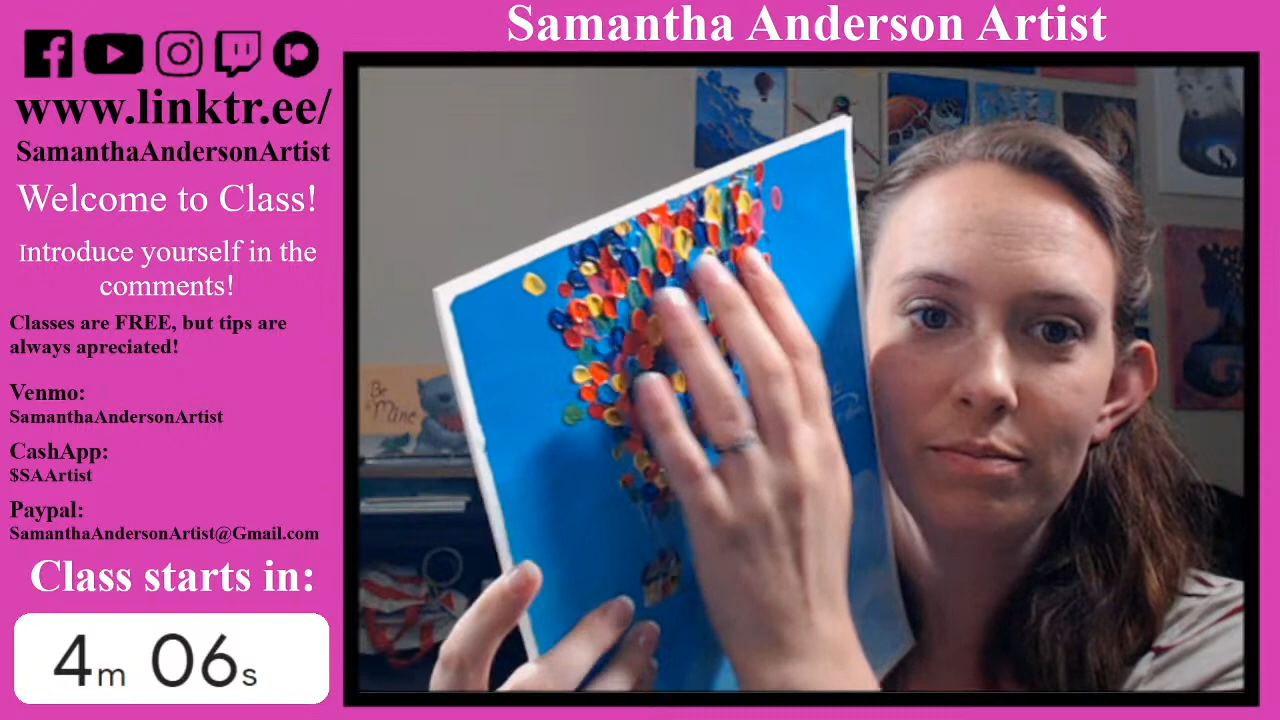 Samantha Anderson Artist
www.linktr.ee/
SamanthaAndersonArtist
Welcome to Class!
Introduce yourself in the
comments!
Classes are FREE, but tips are
always apreciated!
Venmo:
SamanthaAndersonArtist
CashApp:
$SAArtist
Paypal:
SamanthaAndersonArtist@Gmail.com
Class starts in:
4m 06s
Be
Mine